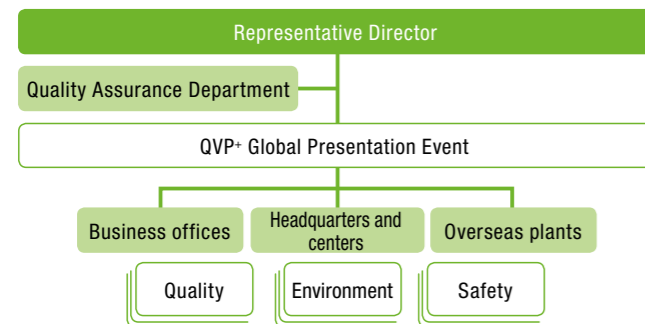 Representative Director
Quality Assurance Department
QVP+ Global Presentation Event
Business offices
Headquarters and
centers
Overseas plants
Quality
Environment
Safety